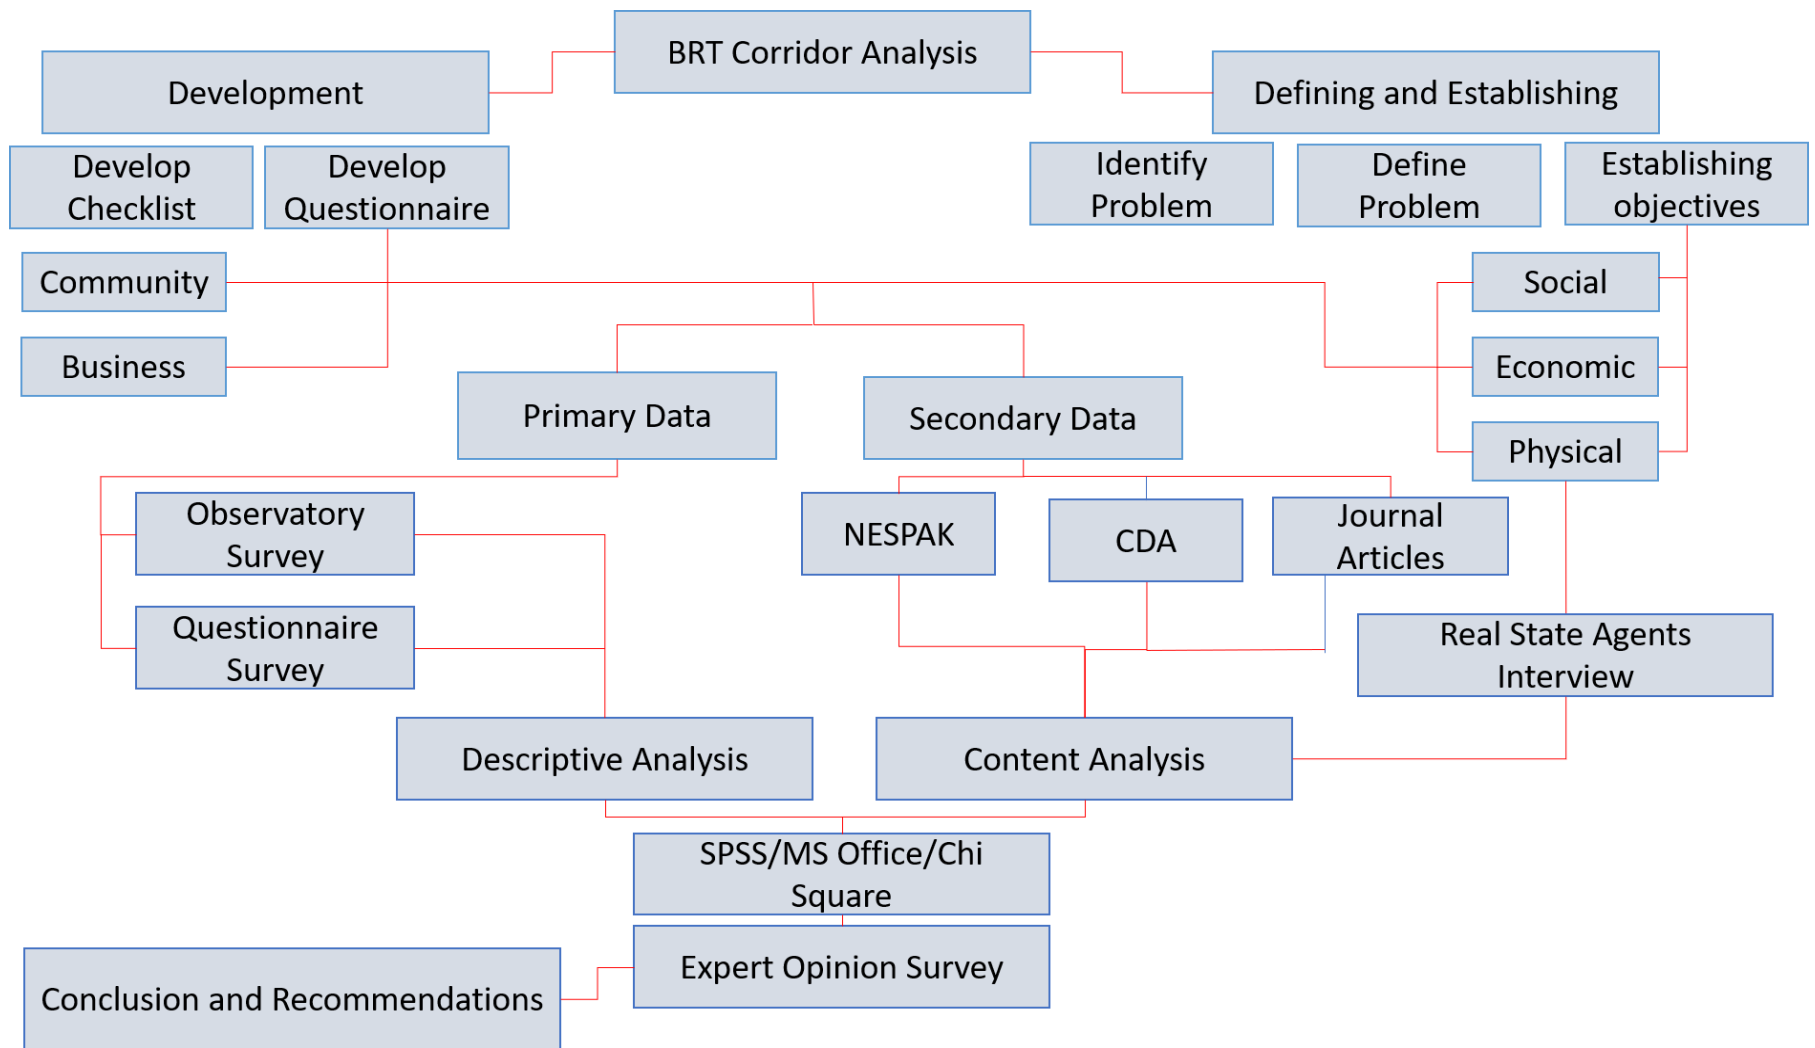 BRT Corridor Analysis
Development
Defining and Establishing
Develop
Checklist
Develop
Questionnaire
Identify
Problem
Define
Problem
Establishing
objectives
Community
Social
Business
Economic
Primary Data
Secondary Data
Physical
Observatory
Survey
NESPAK
CDA
Journal
Articles
Questionnaire
Survey
Real State Agents
Interview
Descriptive Analysis
Content Analysis
SPSS/MS Office/Chi
Square
Expert Opinion Survey
Conclusion and Recommendations